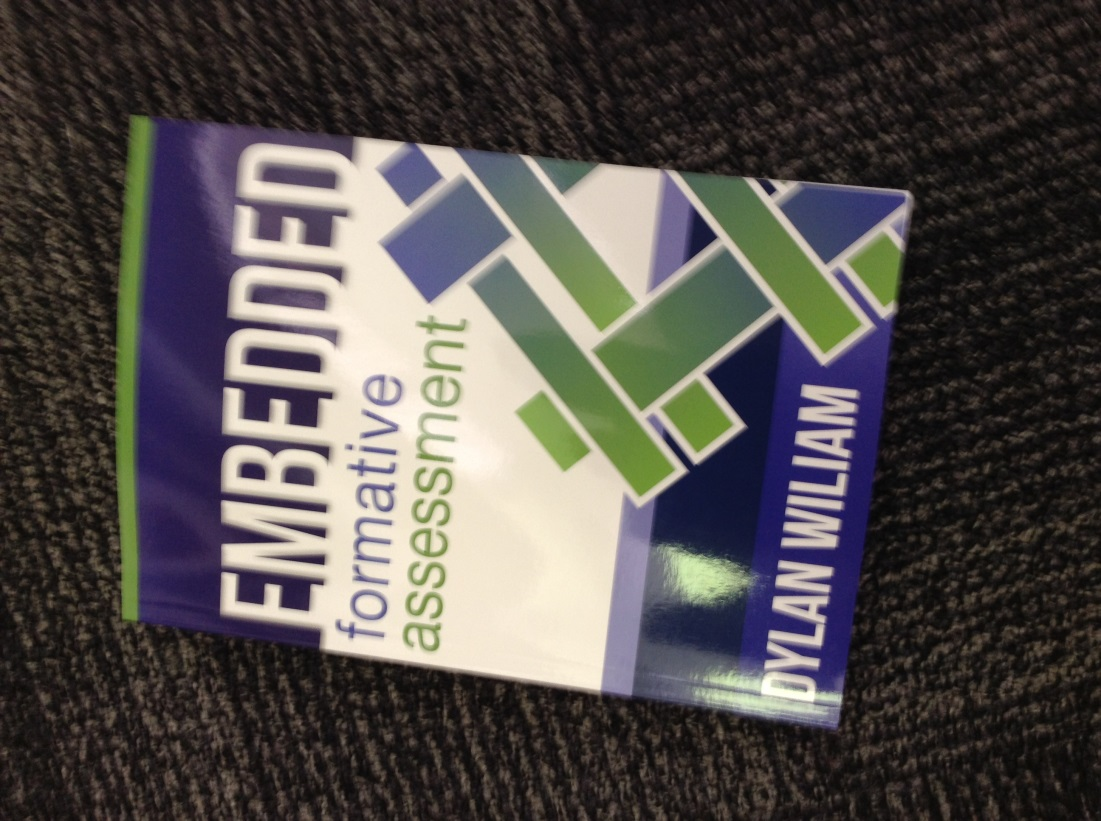 EMBEDDED
formative
assessment
DYLAN WILIAM